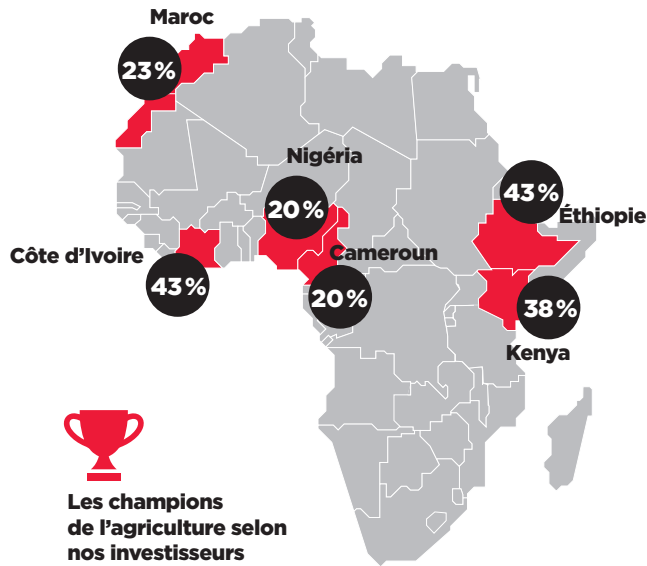 Maroc
23 %
Nigéria
20 %
43 %
Éthiopie
Côte d'Ivoire
43 %
Cameroun
20 %
38 %
Kenya
Les champions
de l'agriculture selon
nos investisseurs